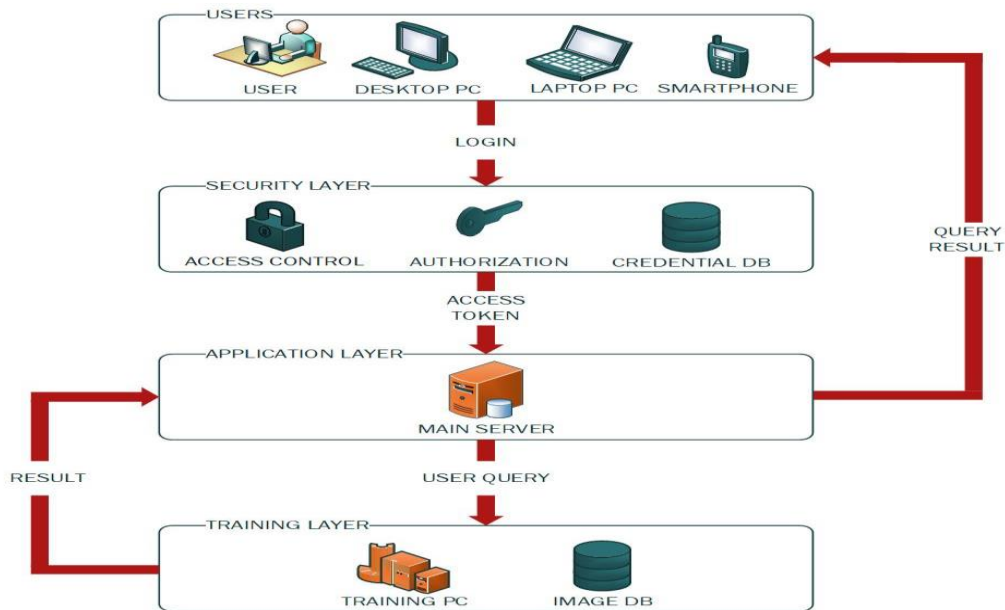 USERS
USER
DESKTOP PC
LAPTOP PC
SMARTPHONE
LOGIN
SECURITY LAYER
ACCESS CONTROL
AUTHORIZATION
CREDENTIAL DB
QUERY
RESULT
ACCESS
TOKEN
APPLICATION LAYER
MAIN SERVER
RESULT
USER QUERY
TRAINING LAYER
TRAINING PC
IMAGE DB